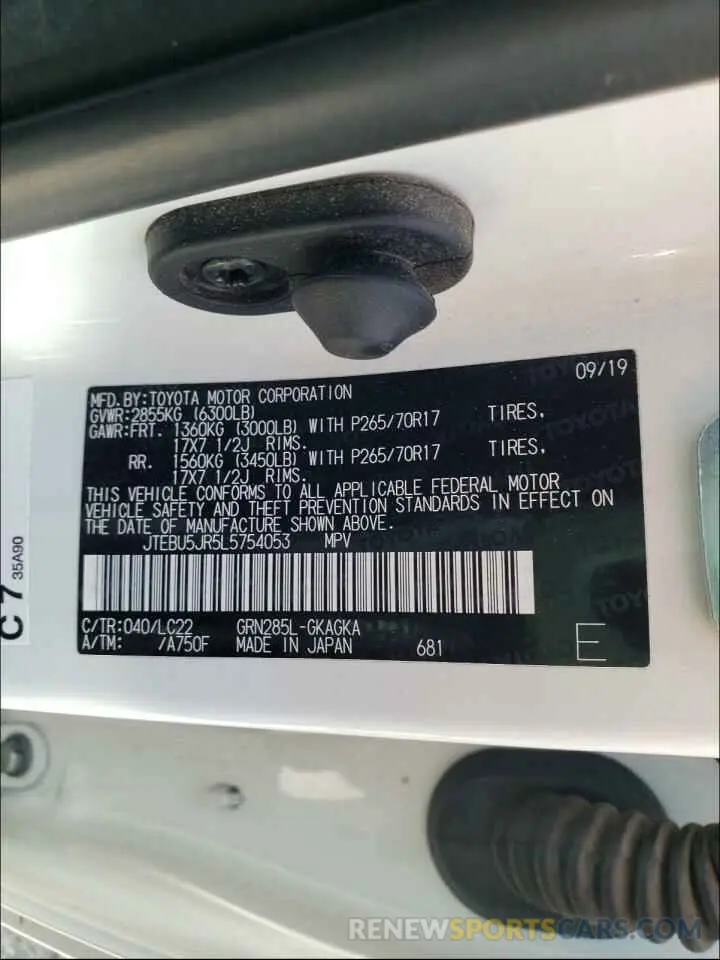 09/19
MFD.BY:TOYOTA MOTOR CORPORATION
GVWR:2855KG (6300LB)
GAWR:FRT. 1360KG (3000LB) WITH P265/70R17 TIRES,
17X7 1/2J RIMS.
RR. 1560KG (3450LB) WITH P265/70R17 TIRES,
17X7 1/2J RIMS.
THIS VEHICLE CONFORMS TO ALL APPLICABLE FEDERAL MOTOR
VEHICLE SAFETY AND THEFT PREVENTION STANDARDS IN EFFECT ON
THE DATE OF MANUFACTURE SHOWN ABOVE.
JTEBU5JR5L5754053 MPV
C/TR:040/LC22 GRN285L-GKAGKA
A/TM: /A750F MADE IN JAPAN 681 E
C 7 35A90
RENEWSPORTSCARS.COM